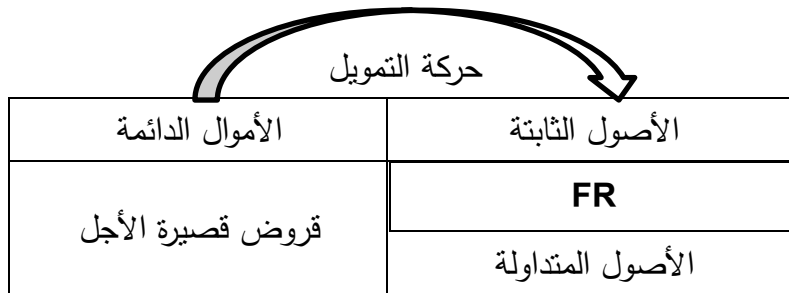 حركة التمويل
الأصول الثابتة
الأموال الدائمة
FR
قروض قصيرة الأجل
الأصول المتداولة